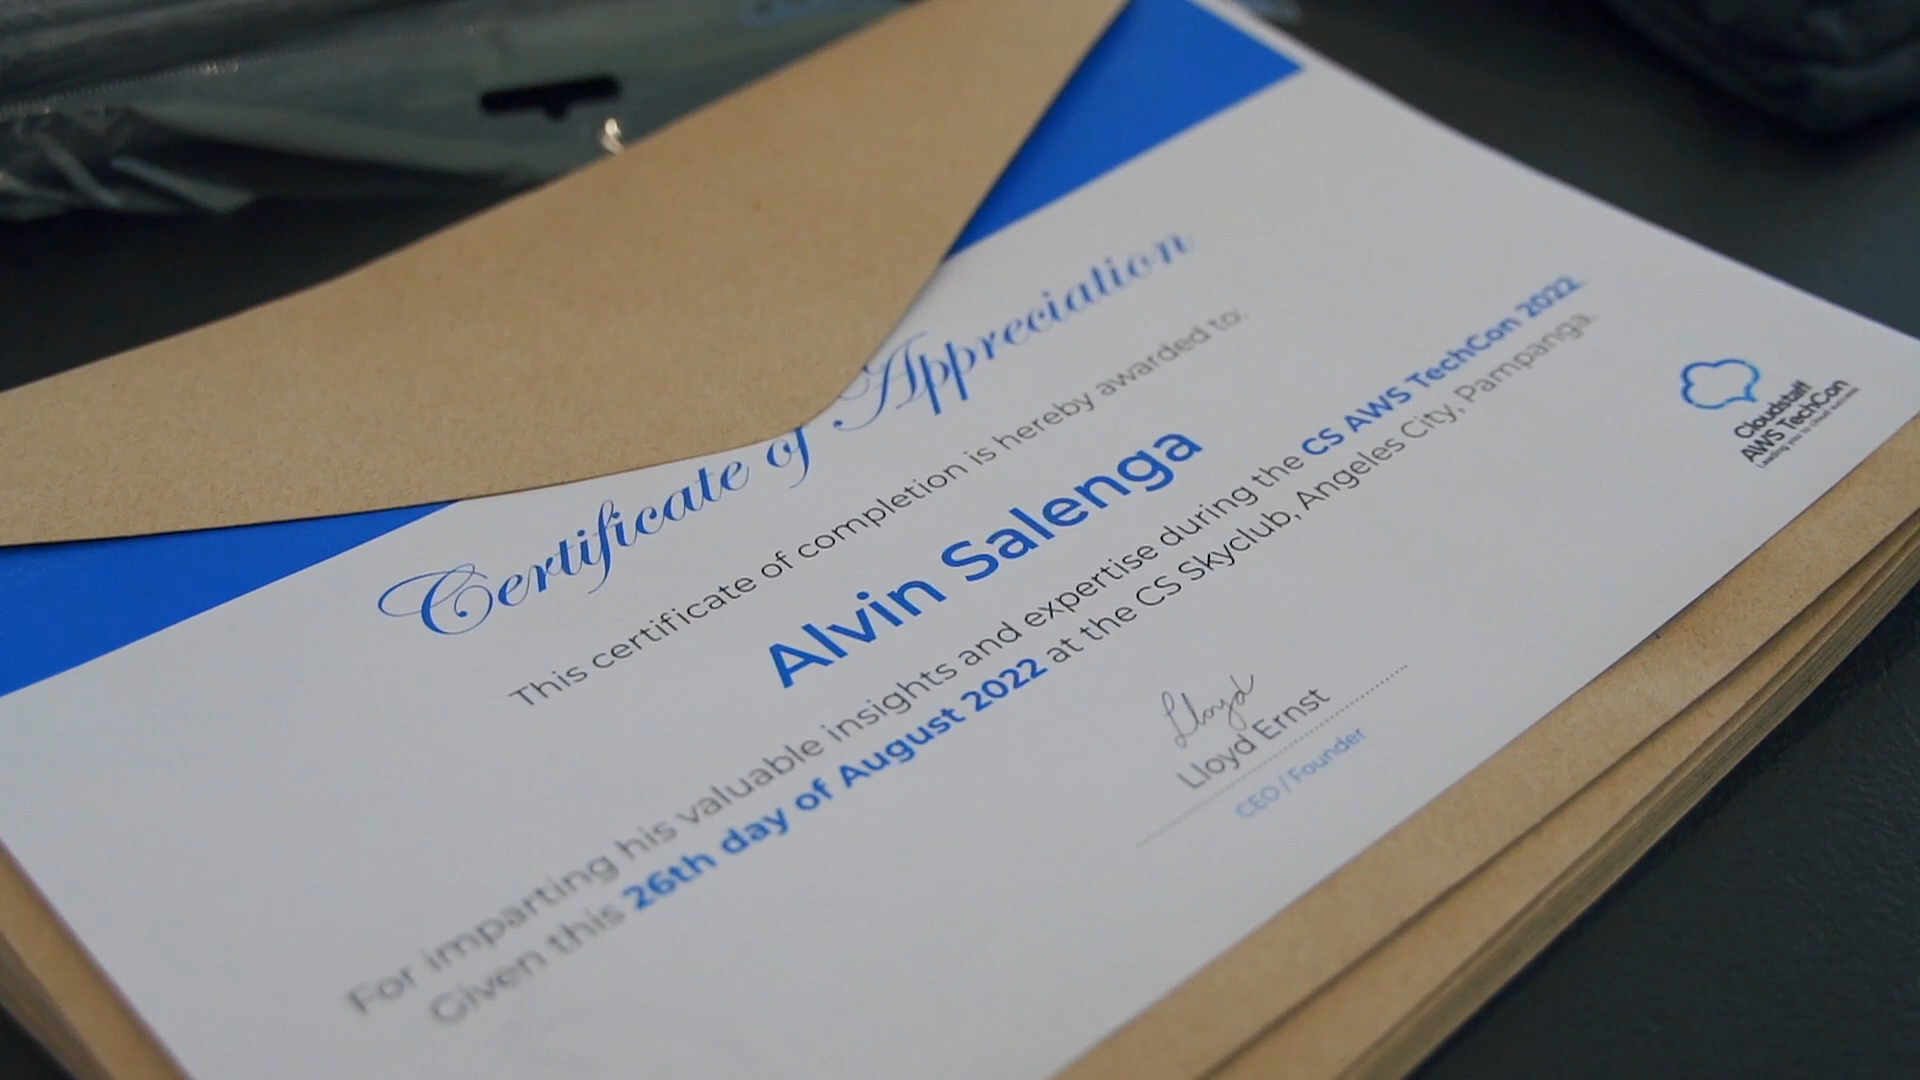 Certificate of Appreciation
This certificate of completion is hereby awarded to:
Alvin Salenga
For imparting his valuable insights and expertise during the CS AWS TechCon 2022
Given this 26th day of August 2022 at the CS Skyclub, Angeles City, Pampanga.
Lloyd
Lloyd Ernst
CEO / Founder
Cloudstaff
AWS TechCon